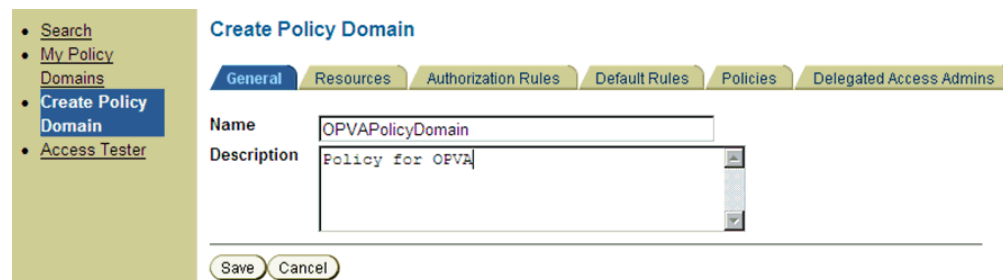 Search
My Policy
Domains
Create Policy
Domain
Access Tester
Create Policy Domain
General
Resources
Authorization Rules
Default Rules
Policies
Delegated Access Admins
Name
OPVAPolicyDomain
Description
Policy for OPVA
Save
Cancel